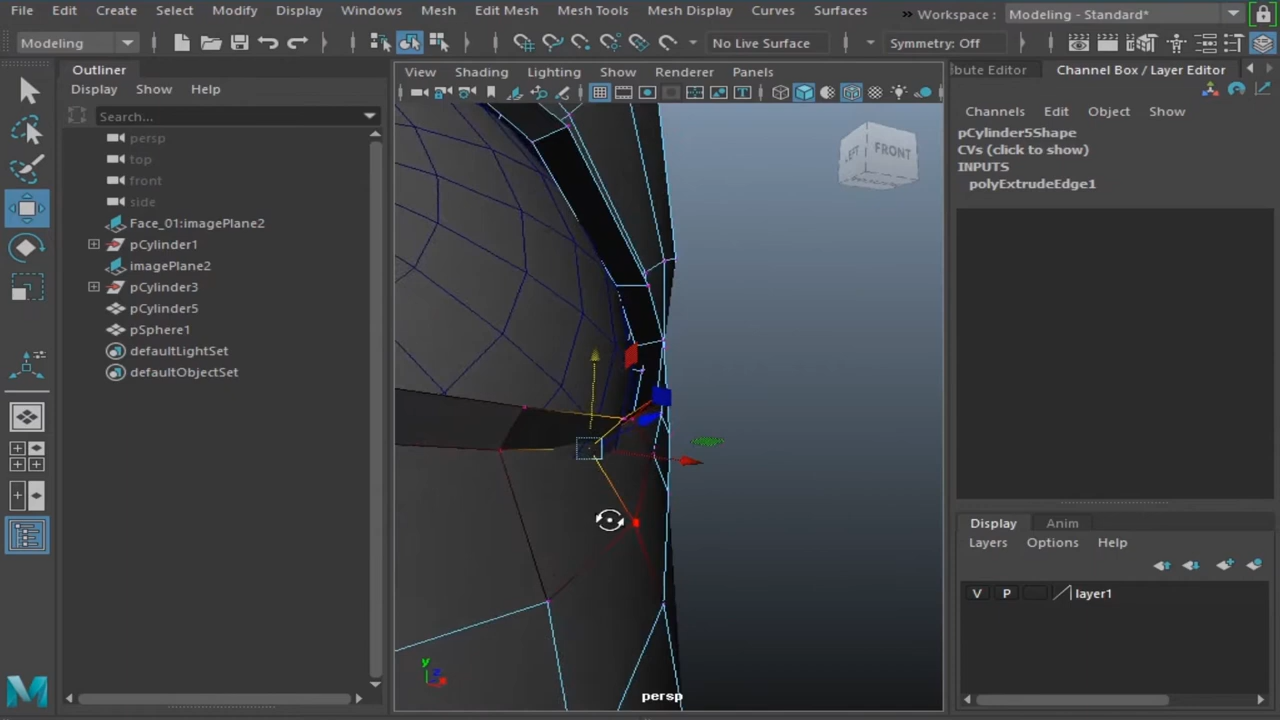 File Edit Create Select Modify Display Windows Mesh Edit Mesh Mesh Tools Mesh Display Curves Surfaces » Workspace: Modeling - Standard*
Modeling No Live Surface Symmetry: Off
Outliner
Display Show Help
Search...
persp
top
front
side
Face_01:imagePlane2
pCylinder1
imagePlane2
pCylinder3
pCylinder5
pSphere1
defaultLightSet
defaultObjectSet
View Shading Lighting Show Renderer Panels
LEFT FRONT
y
z
persp
bute Editor Channel Box / Layer Editor
Channels Edit Object Show
pCylinder5Shape
CVs (click to show)
INPUTS
polyExtrudeEdge1
Display Anim
Layers Options Help
V P layer1